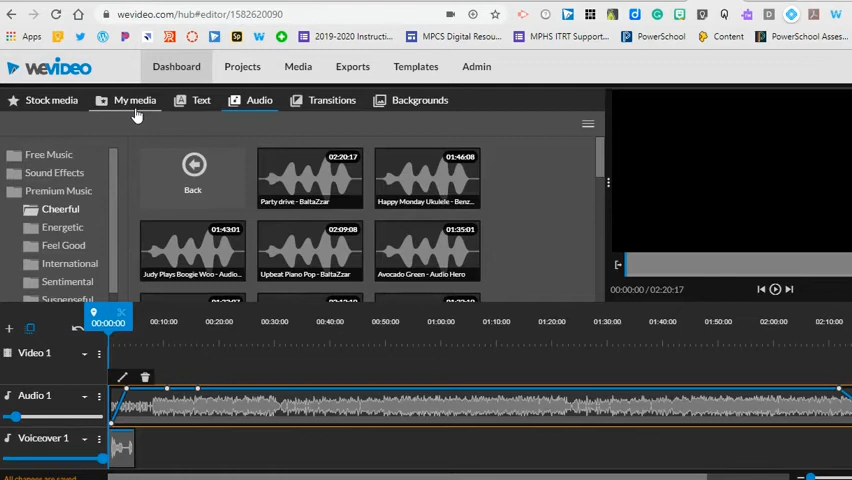 wevideo.com/hub#editor/1582620090
Apps
2019-2020 Instructi...
MPCS Digital Resou...
MPHS ITRT Support...
PowerSchool
Content
PowerSchool Asses...
wevideo
Dashboard
Projects
Media
Exports
Templates
Admin
Stock media
My media
Text
Audio
Transitions
Backgrounds
Free Music
Sound Effects
Premium Music
Cheerful
Energetic
Feel Good
International
Sentimental
Suspenseful
Back
02:20:17
Party drive - BaltaZzar
01:46:08
Happy Monday Ukulele - Benz...
01:43:01
Judy Plays Boogie Woo - Audio...
02:09:08
Upbeat Piano Pop - BaltaZzar
01:35:01
Avocado Green - Audio Hero
00:00:00 / 02:20:17
00:00:00
00:10:00
00:20:00
00:30:00
00:40:00
00:50:00
01:00:00
01:10:00
01:20:00
01:30:00
01:40:00
01:50:00
02:00:00
02:10:00
Video 1
Audio 1
Voiceover 1
All changes are saved